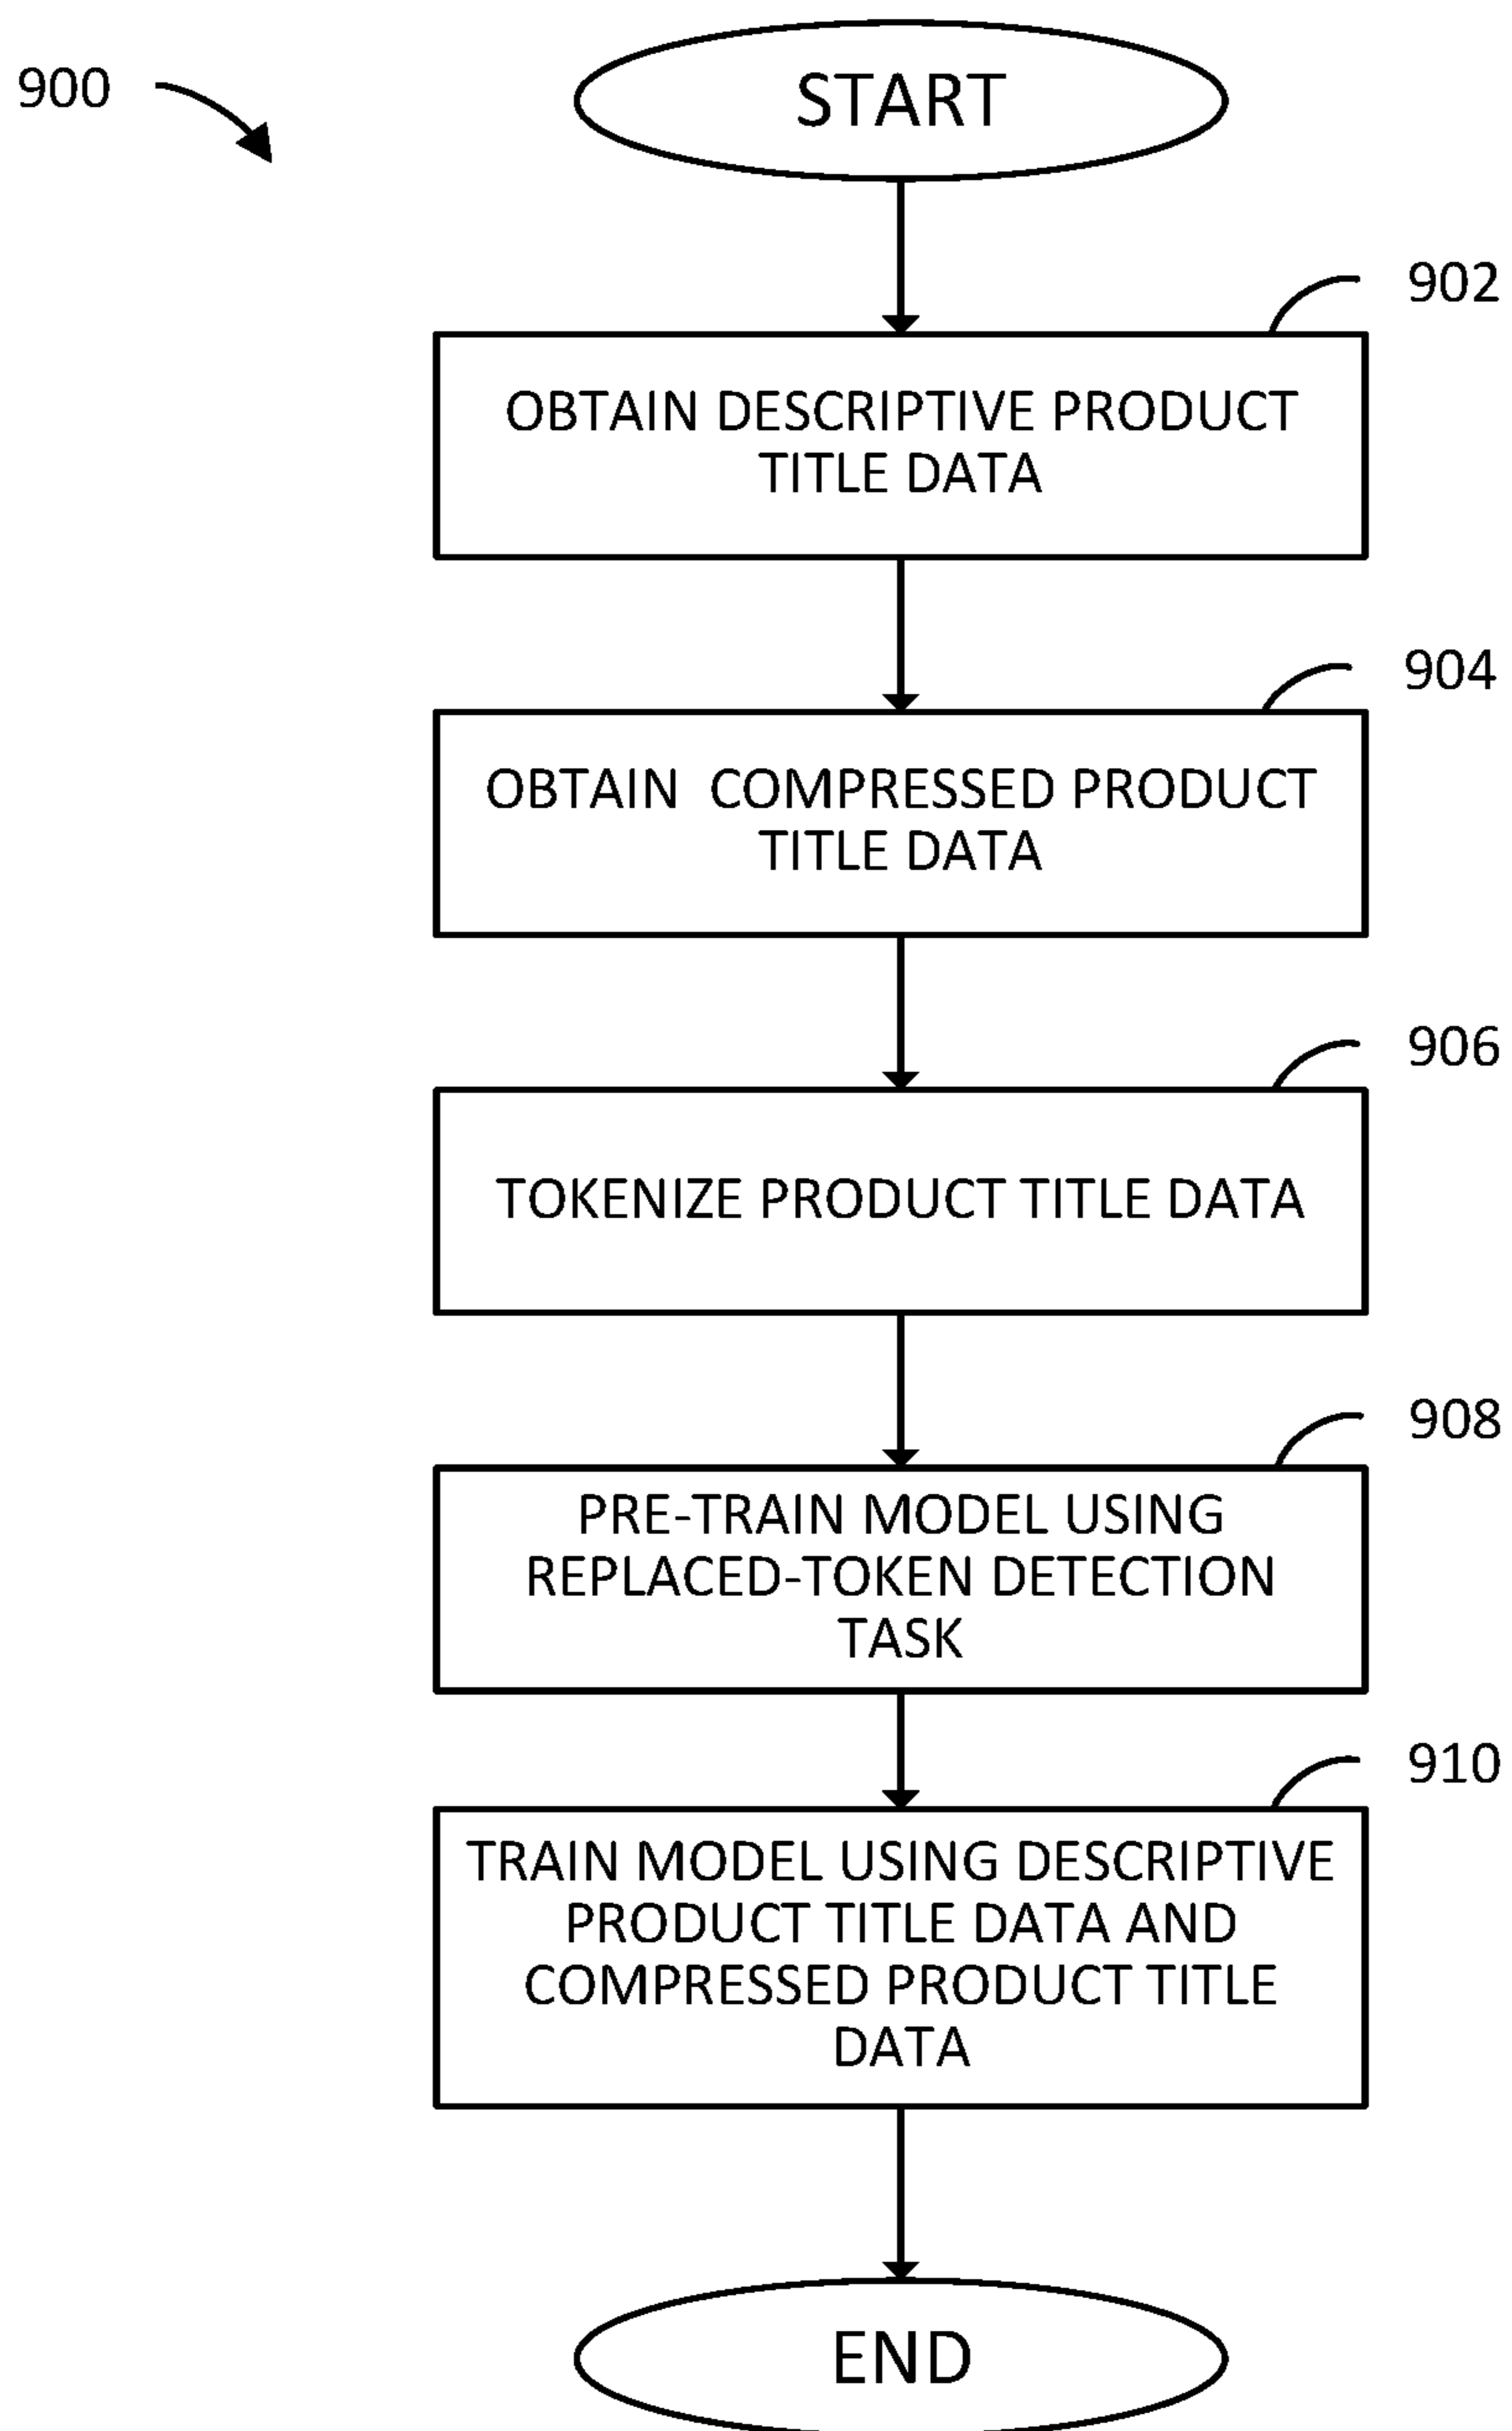 900
START
902
OBTAIN DESCRIPTIVE PRODUCT
TITLE DATA
904
OBTAIN COMPRESSED PRODUCT
TITLE DATA
906
TOKENIZE PRODUCT TITLE DATA
908
PRE-TRAIN MODEL USING
REPLACED-TOKEN DETECTION
TASK
910
TRAIN MODEL USING DESCRIPTIVE
PRODUCT TITLE DATA AND
COMPRESSED PRODUCT TITLE
DATA
END